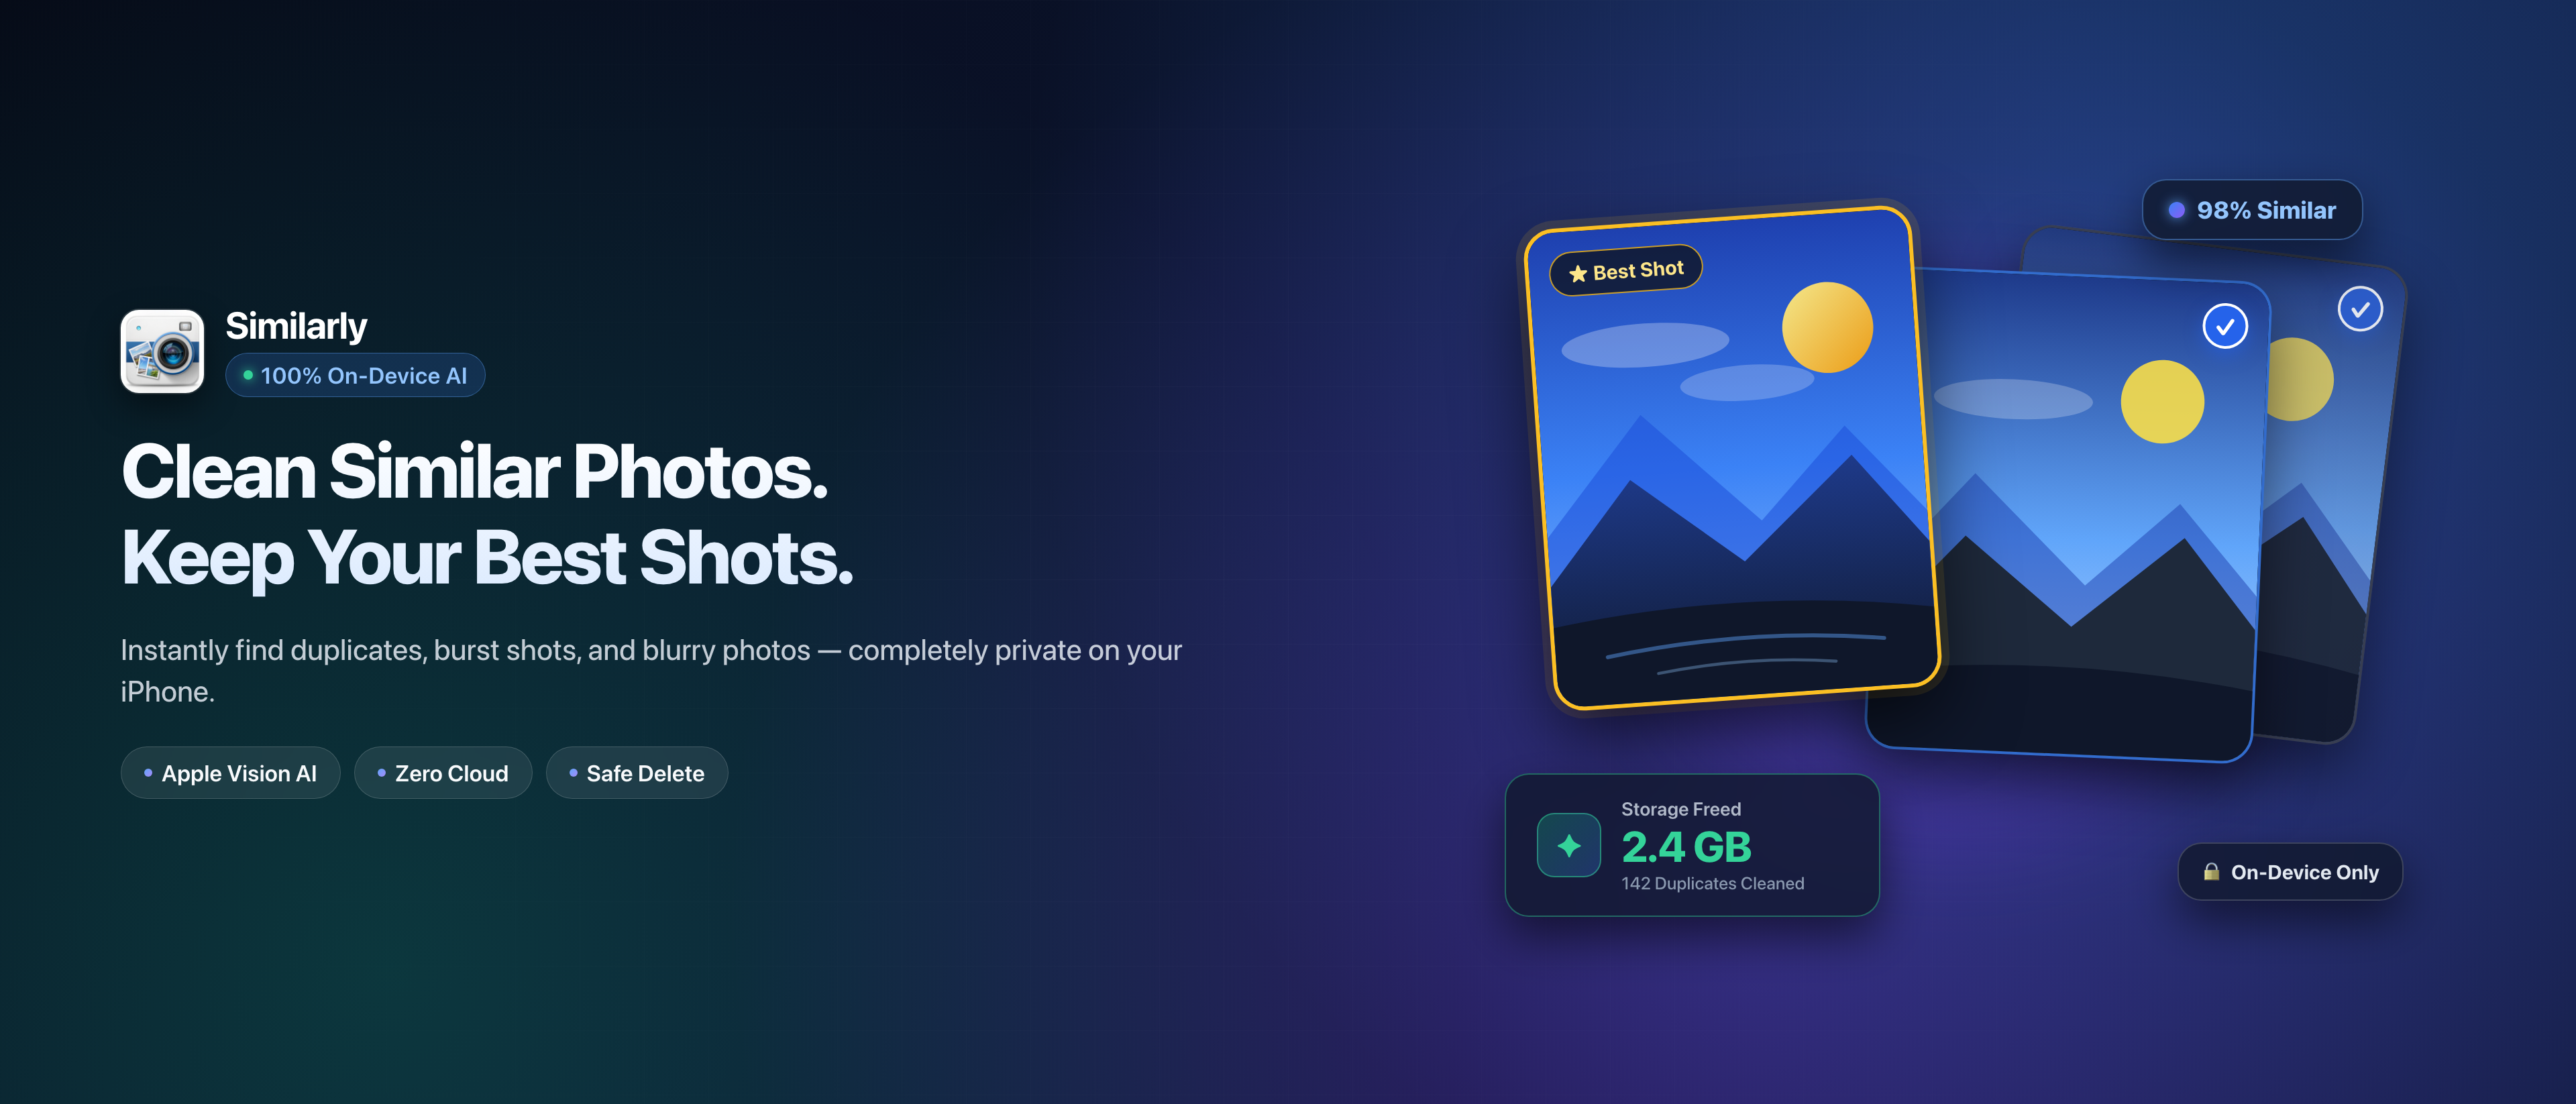 Similarly
100% On-Device AI
Clean Similar Photos.
Keep Your Best Shots.
Instantly find duplicates, burst shots, and blurry photos — completely private on your
iPhone.
Apple Vision AI
Zero Cloud
Safe Delete
98% Similar
Best Shot
Storage Freed
2.4 GB
142 Duplicates Cleaned
On-Device Only